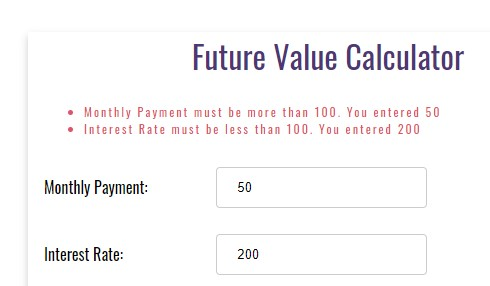 Future Value Calculator
Monthly Payment must be more than 100. You entered 50
Interest Rate must be less than 100. You entered 200
Monthly Payment: 50
Interest Rate: 200